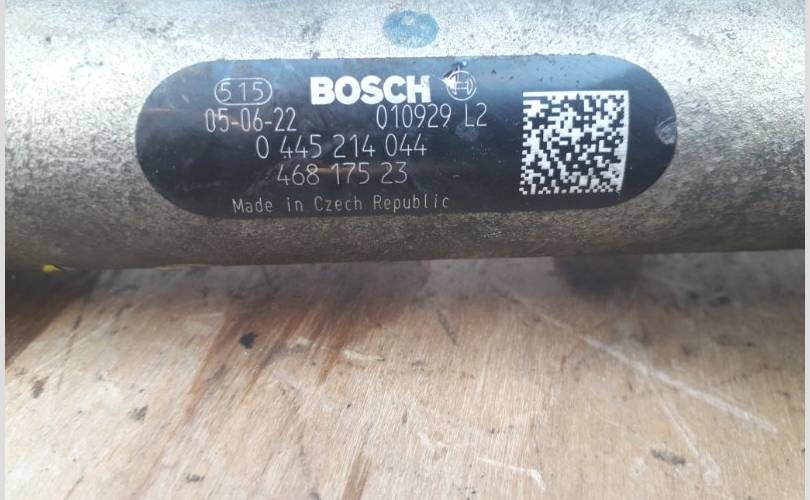 515 BOSCH
05-06-22 010929 L2
0 445 214 044
468 175 23
Made in Czech Republic